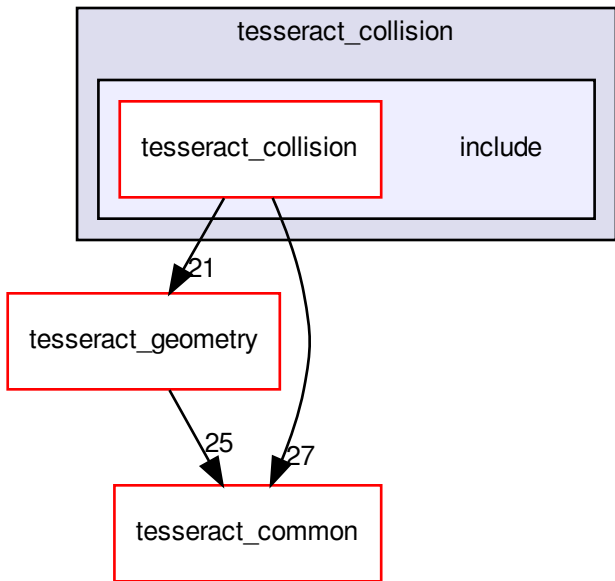 tesseract_collision
tesseract_collision
include
21
tesseract_geometry
25
27
tesseract_common